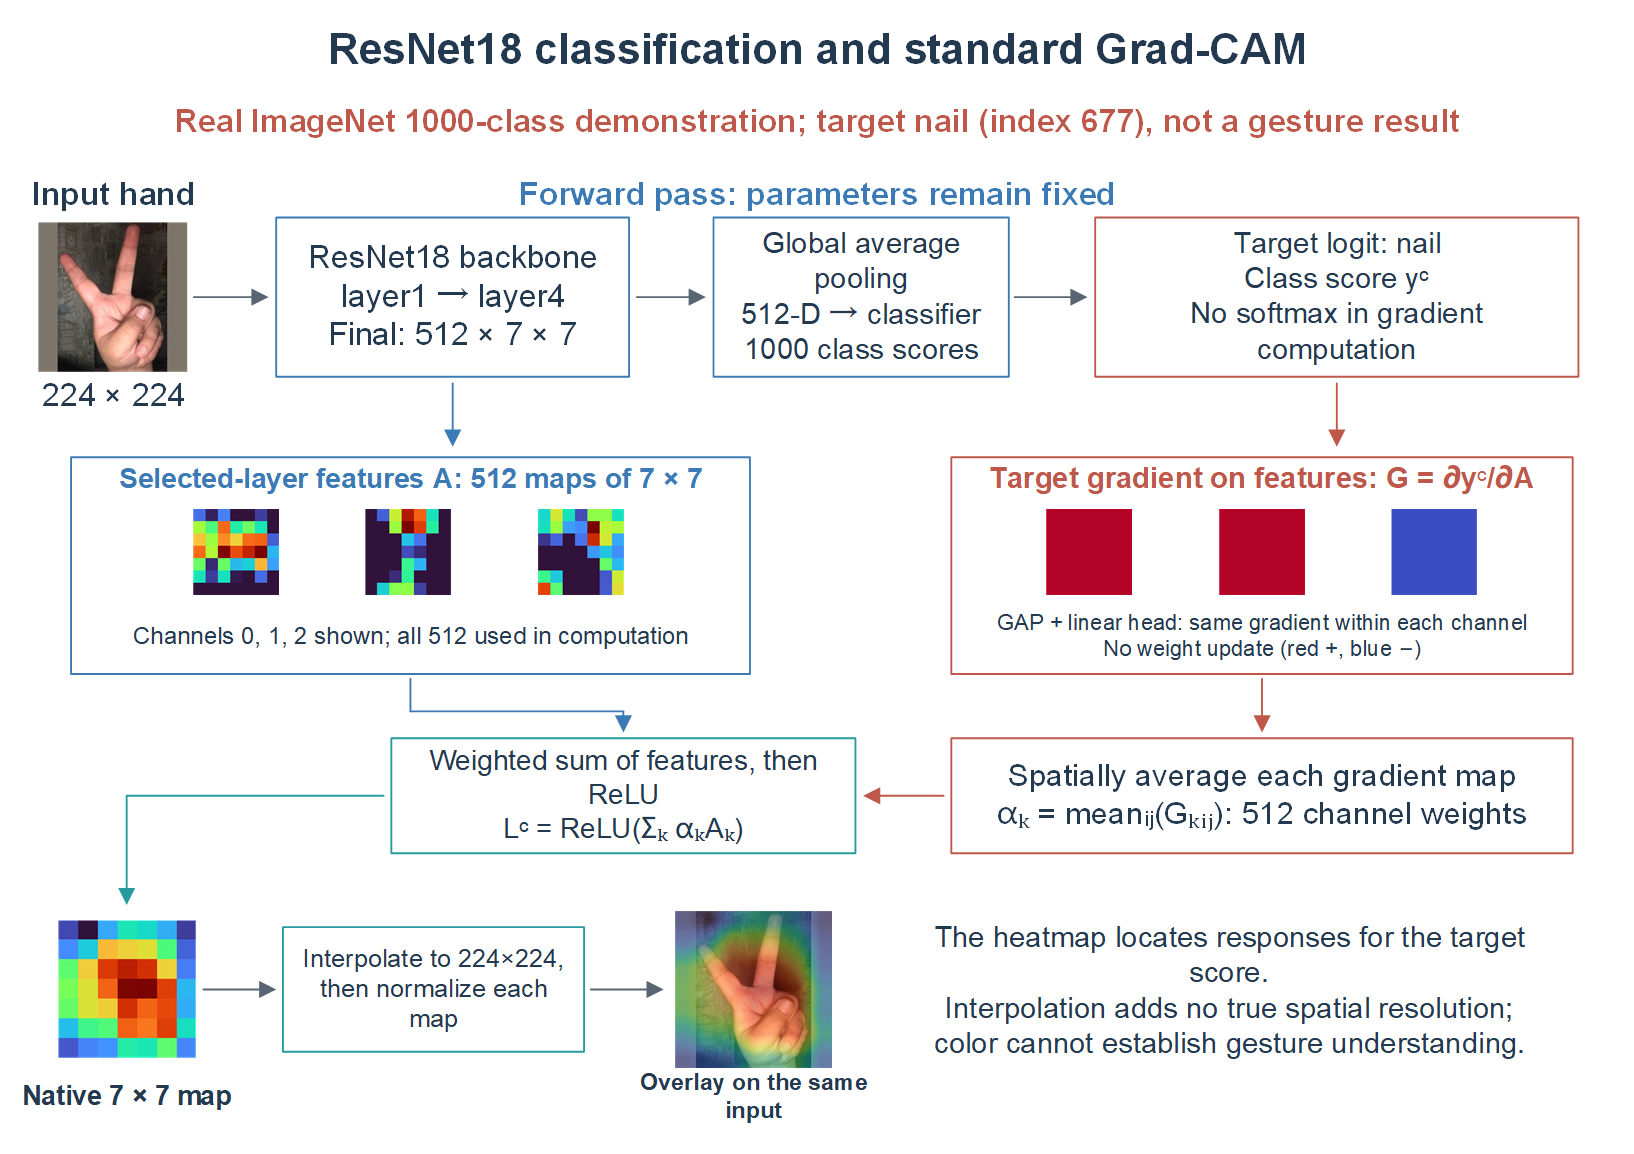 ResNet18 classification and standard Grad-CAM
Real ImageNet 1000-class demonstration; target nail (index 677), not a gesture result
Input hand
Forward pass: parameters remain fixed
224 × 224
ResNet18 backbone
layer1 → layer4
Final: 512 × 7 × 7
Global average
pooling
512-D → classifier
1000 class scores
Target logit: nail
Class score yᶜ
No softmax in gradient
computation
Selected-layer features A: 512 maps of 7 × 7
Channels 0, 1, 2 shown; all 512 used in computation
Target gradient on features: G = ∂yᶜ/∂A
GAP + linear head: same gradient within each channel
No weight update (red +, blue −)
Weighted sum of features, then
ReLU
Lᶜ = ReLU(Σₖ αₖAₖ)
Spatially average each gradient map
αₖ = meanᵢⱼ(Gₖᵢⱼ): 512 channel weights
Native 7 × 7 map
Interpolate to 224×224,
then normalize each
map
Overlay on the same
input
The heatmap locates responses for the target
score.
Interpolation adds no true spatial resolution;
color cannot establish gesture understanding.